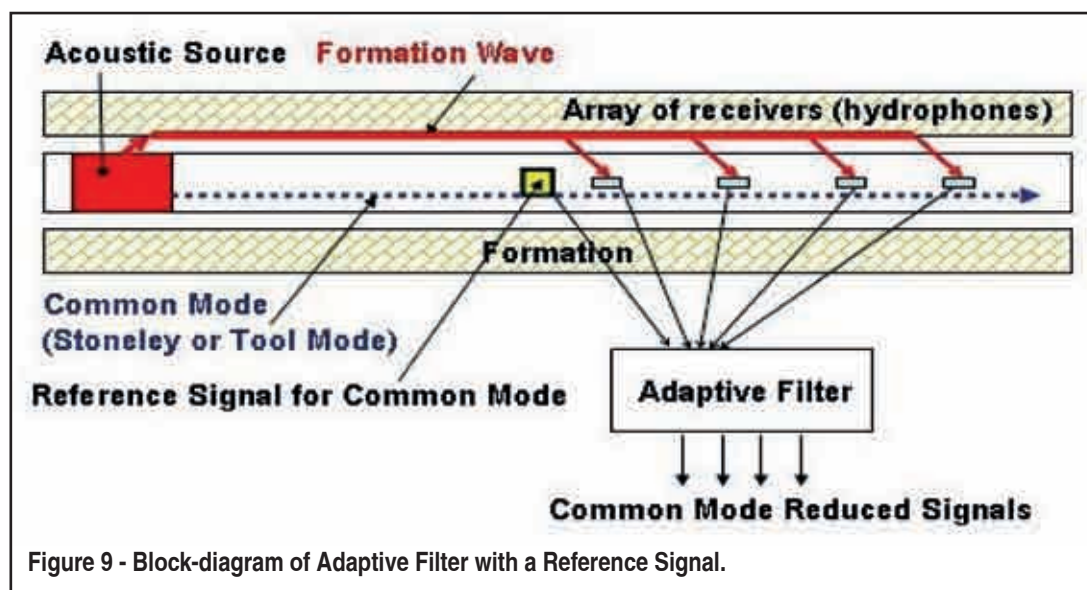 Acoustic Source
Formation Wave
Array of receivers (hydrophones)
Formation
Common Mode
(Stoneley or Tool Mode)
Reference Signal for Common Mode
Adaptive Filter
Common Mode Reduced Signals
Figure 9 - Block-diagram of Adaptive Filter with a Reference Signal.